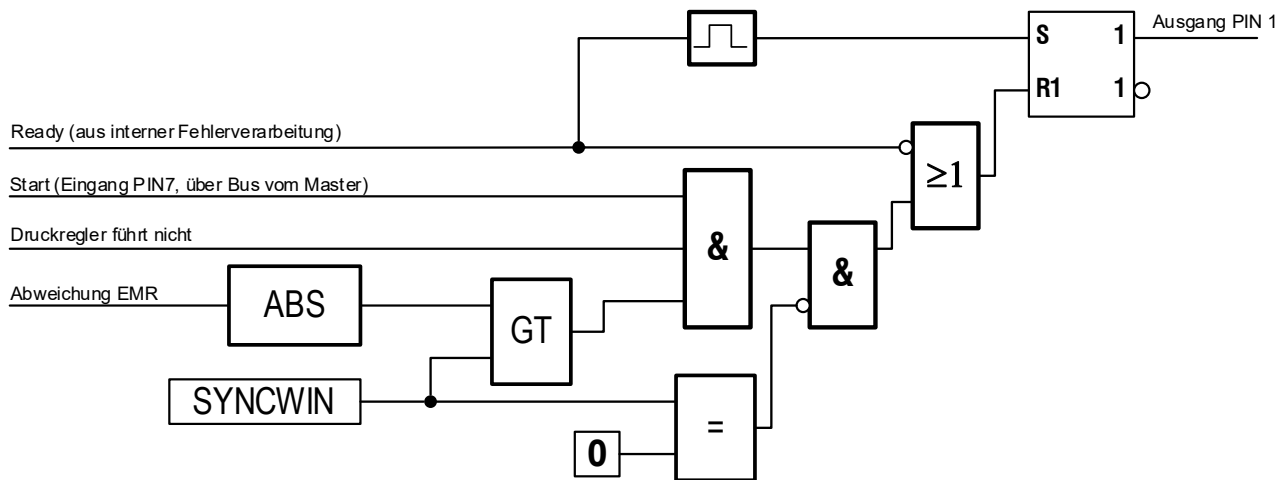 Ausgang PIN 1
S 1
R1 1
Ready (aus interner Fehlerverarbeitung)
≥1
Start (Eingang PIN7, über Bus vom Master)
Druckregler führt nicht
&
&
Abweichung EMR
ABS
GT
SYNCWIN
=
0